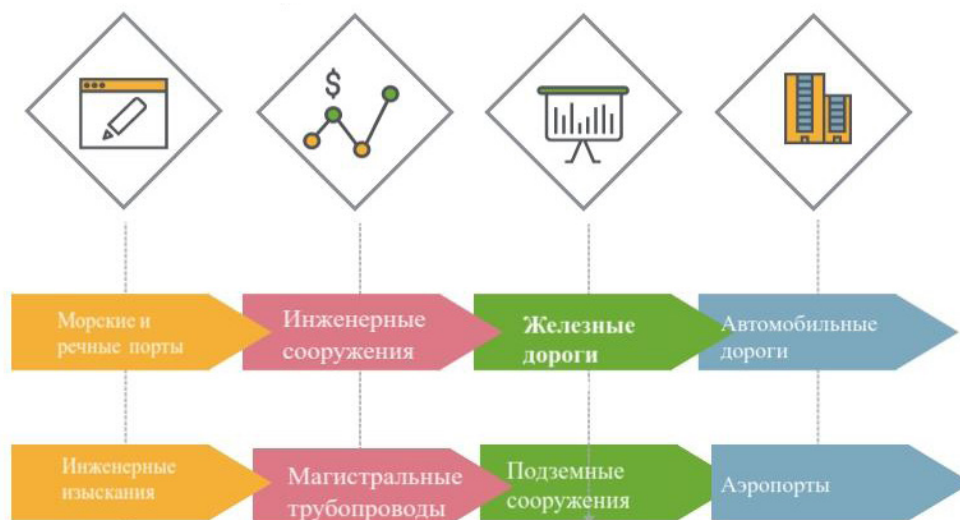 $
Морские и
речные порты
Инженерные
сооружения
Железные
дороги
Автомобильные
дороги
Инженерные
изыскания
Магистральные
трубопроводы
Подземные
сооружения
Аэропорты